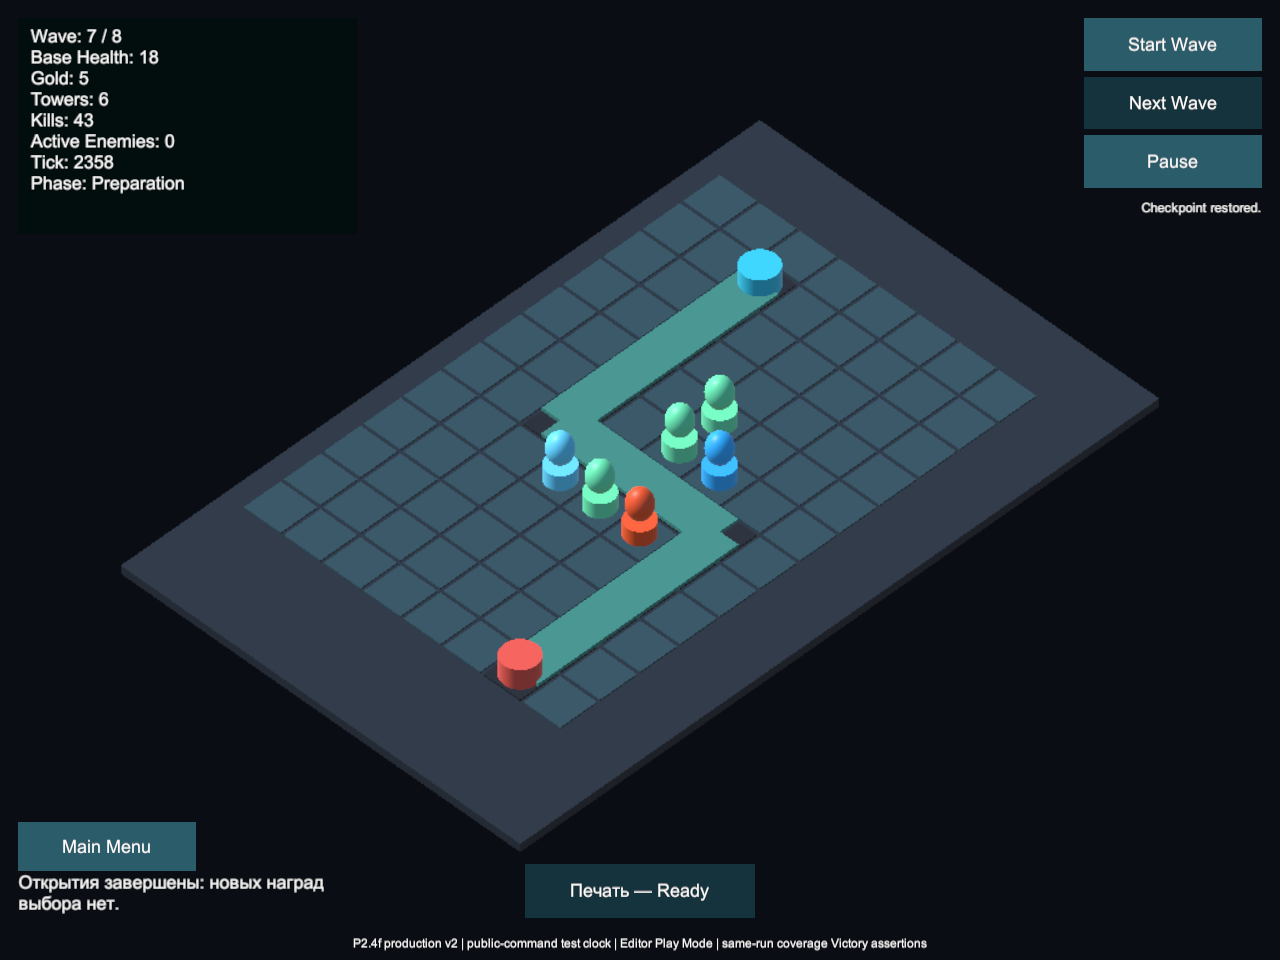 Wave: 7 / 8
Base Health: 18
Gold: 5
Towers: 6
Kills: 43
Active Enemies: 0
Tick: 2358
Phase: Preparation
Start Wave
Next Wave
Pause
Checkpoint restored.
Main Menu
Открытия завершены: новых наград
выбора нет.
Печать — Ready
P2.4f production v2 | public-command test clock | Editor Play Mode | same-run coverage Victory assertions